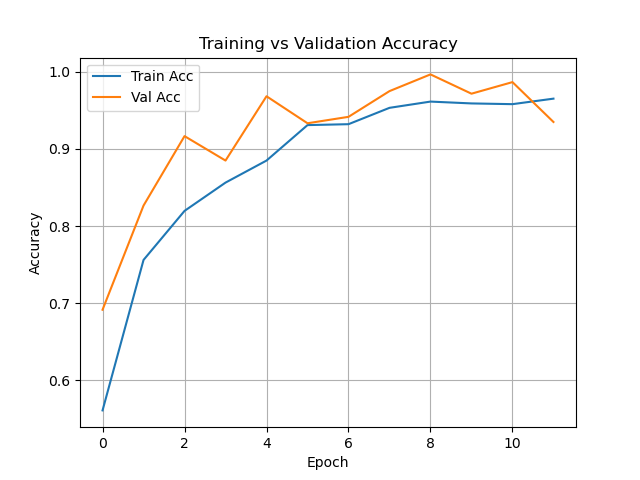 Training vs Validation Accuracy
Train Acc
Val Acc
1.0
0.9
0.8
0.7
0.6
Accuracy
0 2 4 6 8 10
Epoch